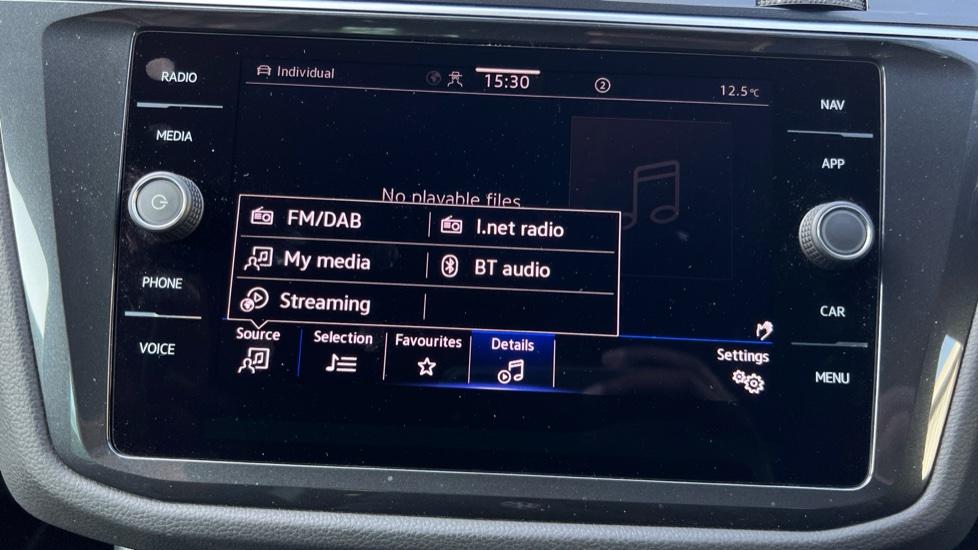 RADIO
MEDIA
PHONE
VOICE
Individual
15:30
2
12.5°C
No playable files.
FM/DAB
I.net radio
My media
BT audio
Streaming
Source
Selection
Favourites
Details
Settings
NAV
APP
CAR
MENU